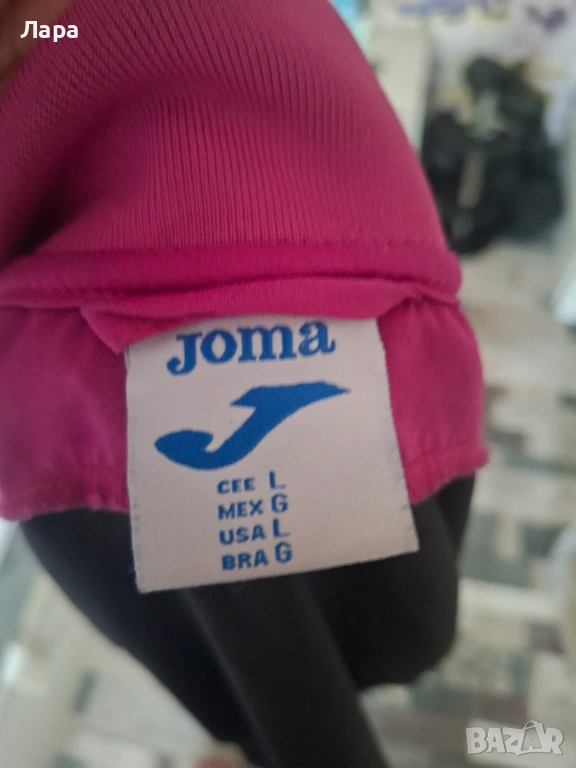 Лара
Joma
CEE L
MEX G
USA L
BRA G
BAZAR